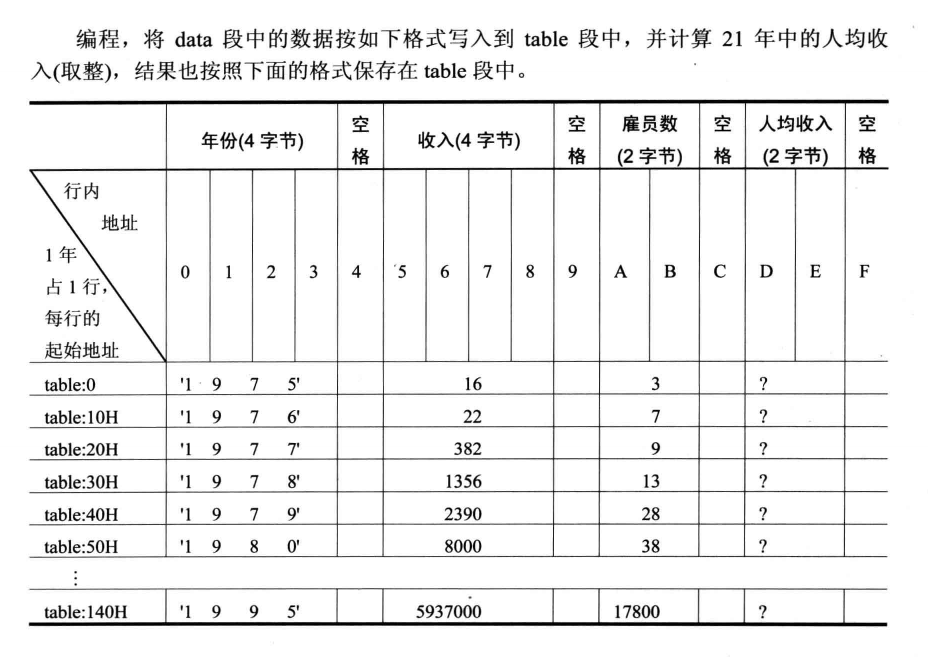 编程，将 data 段中的数据按如下格式写入到 table 段中，并计算 21 年中的人均收
入(取整)，结果也按照下面的格式保存在 table 段中。
年份(4 字节) 空格 收入(4 字节) 空格 雇员数(2 字节) 空格 人均收入(2 字节) 空格
行内
地址
1 年
占 1 行，
每行的
起始地址
0 1 2 3 4 5 6 7 8 9 A B C D E F
table:0 '1 9 7 5' 16 3 ?
table:10H '1 9 7 6' 22 7 ?
table:20H '1 9 7 7' 382 9 ?
table:30H '1 9 7 8' 1356 13 ?
table:40H '1 9 7 9' 2390 28 ?
table:50H '1 9 8 0' 8000 38 ?
⋮
table:140H '1 9 9 5' 5937000 17800 ?